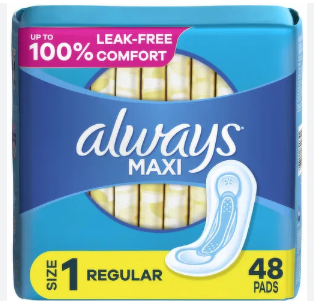 UP TO
100% LEAK-FREE
COMFORT
always
MAXI
SIZE 1 REGULAR
48
PADS